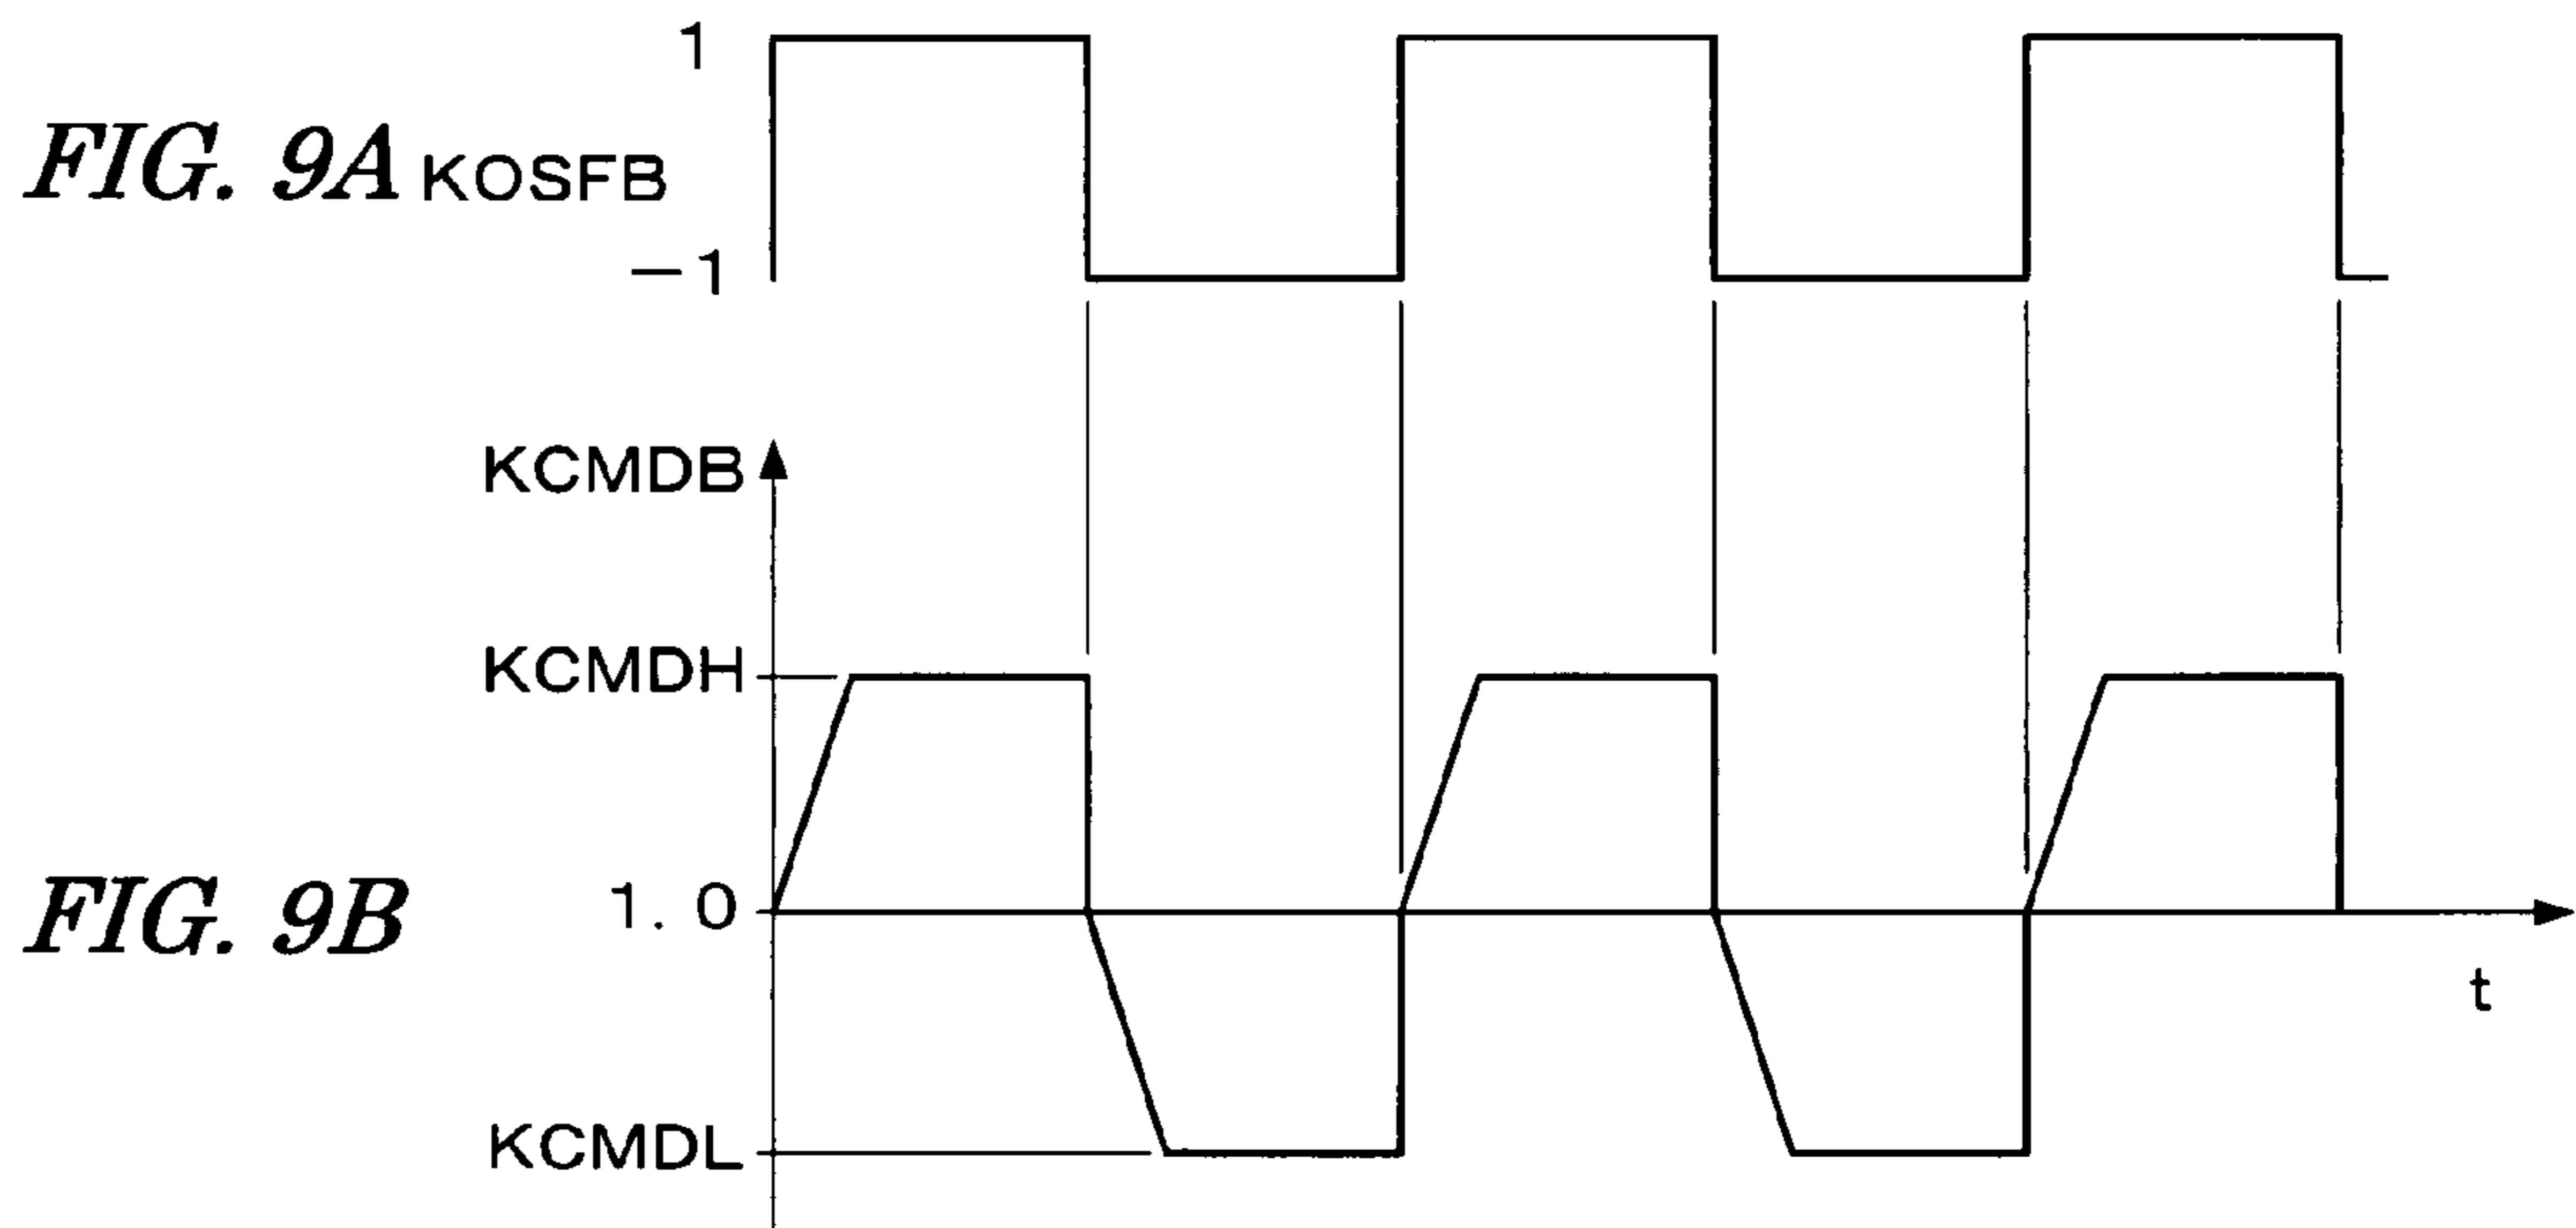 1
FIG. 9A KOSFB
−1
KCMDB
KCMDH
FIG. 9B 1. 0
t
KCMDL